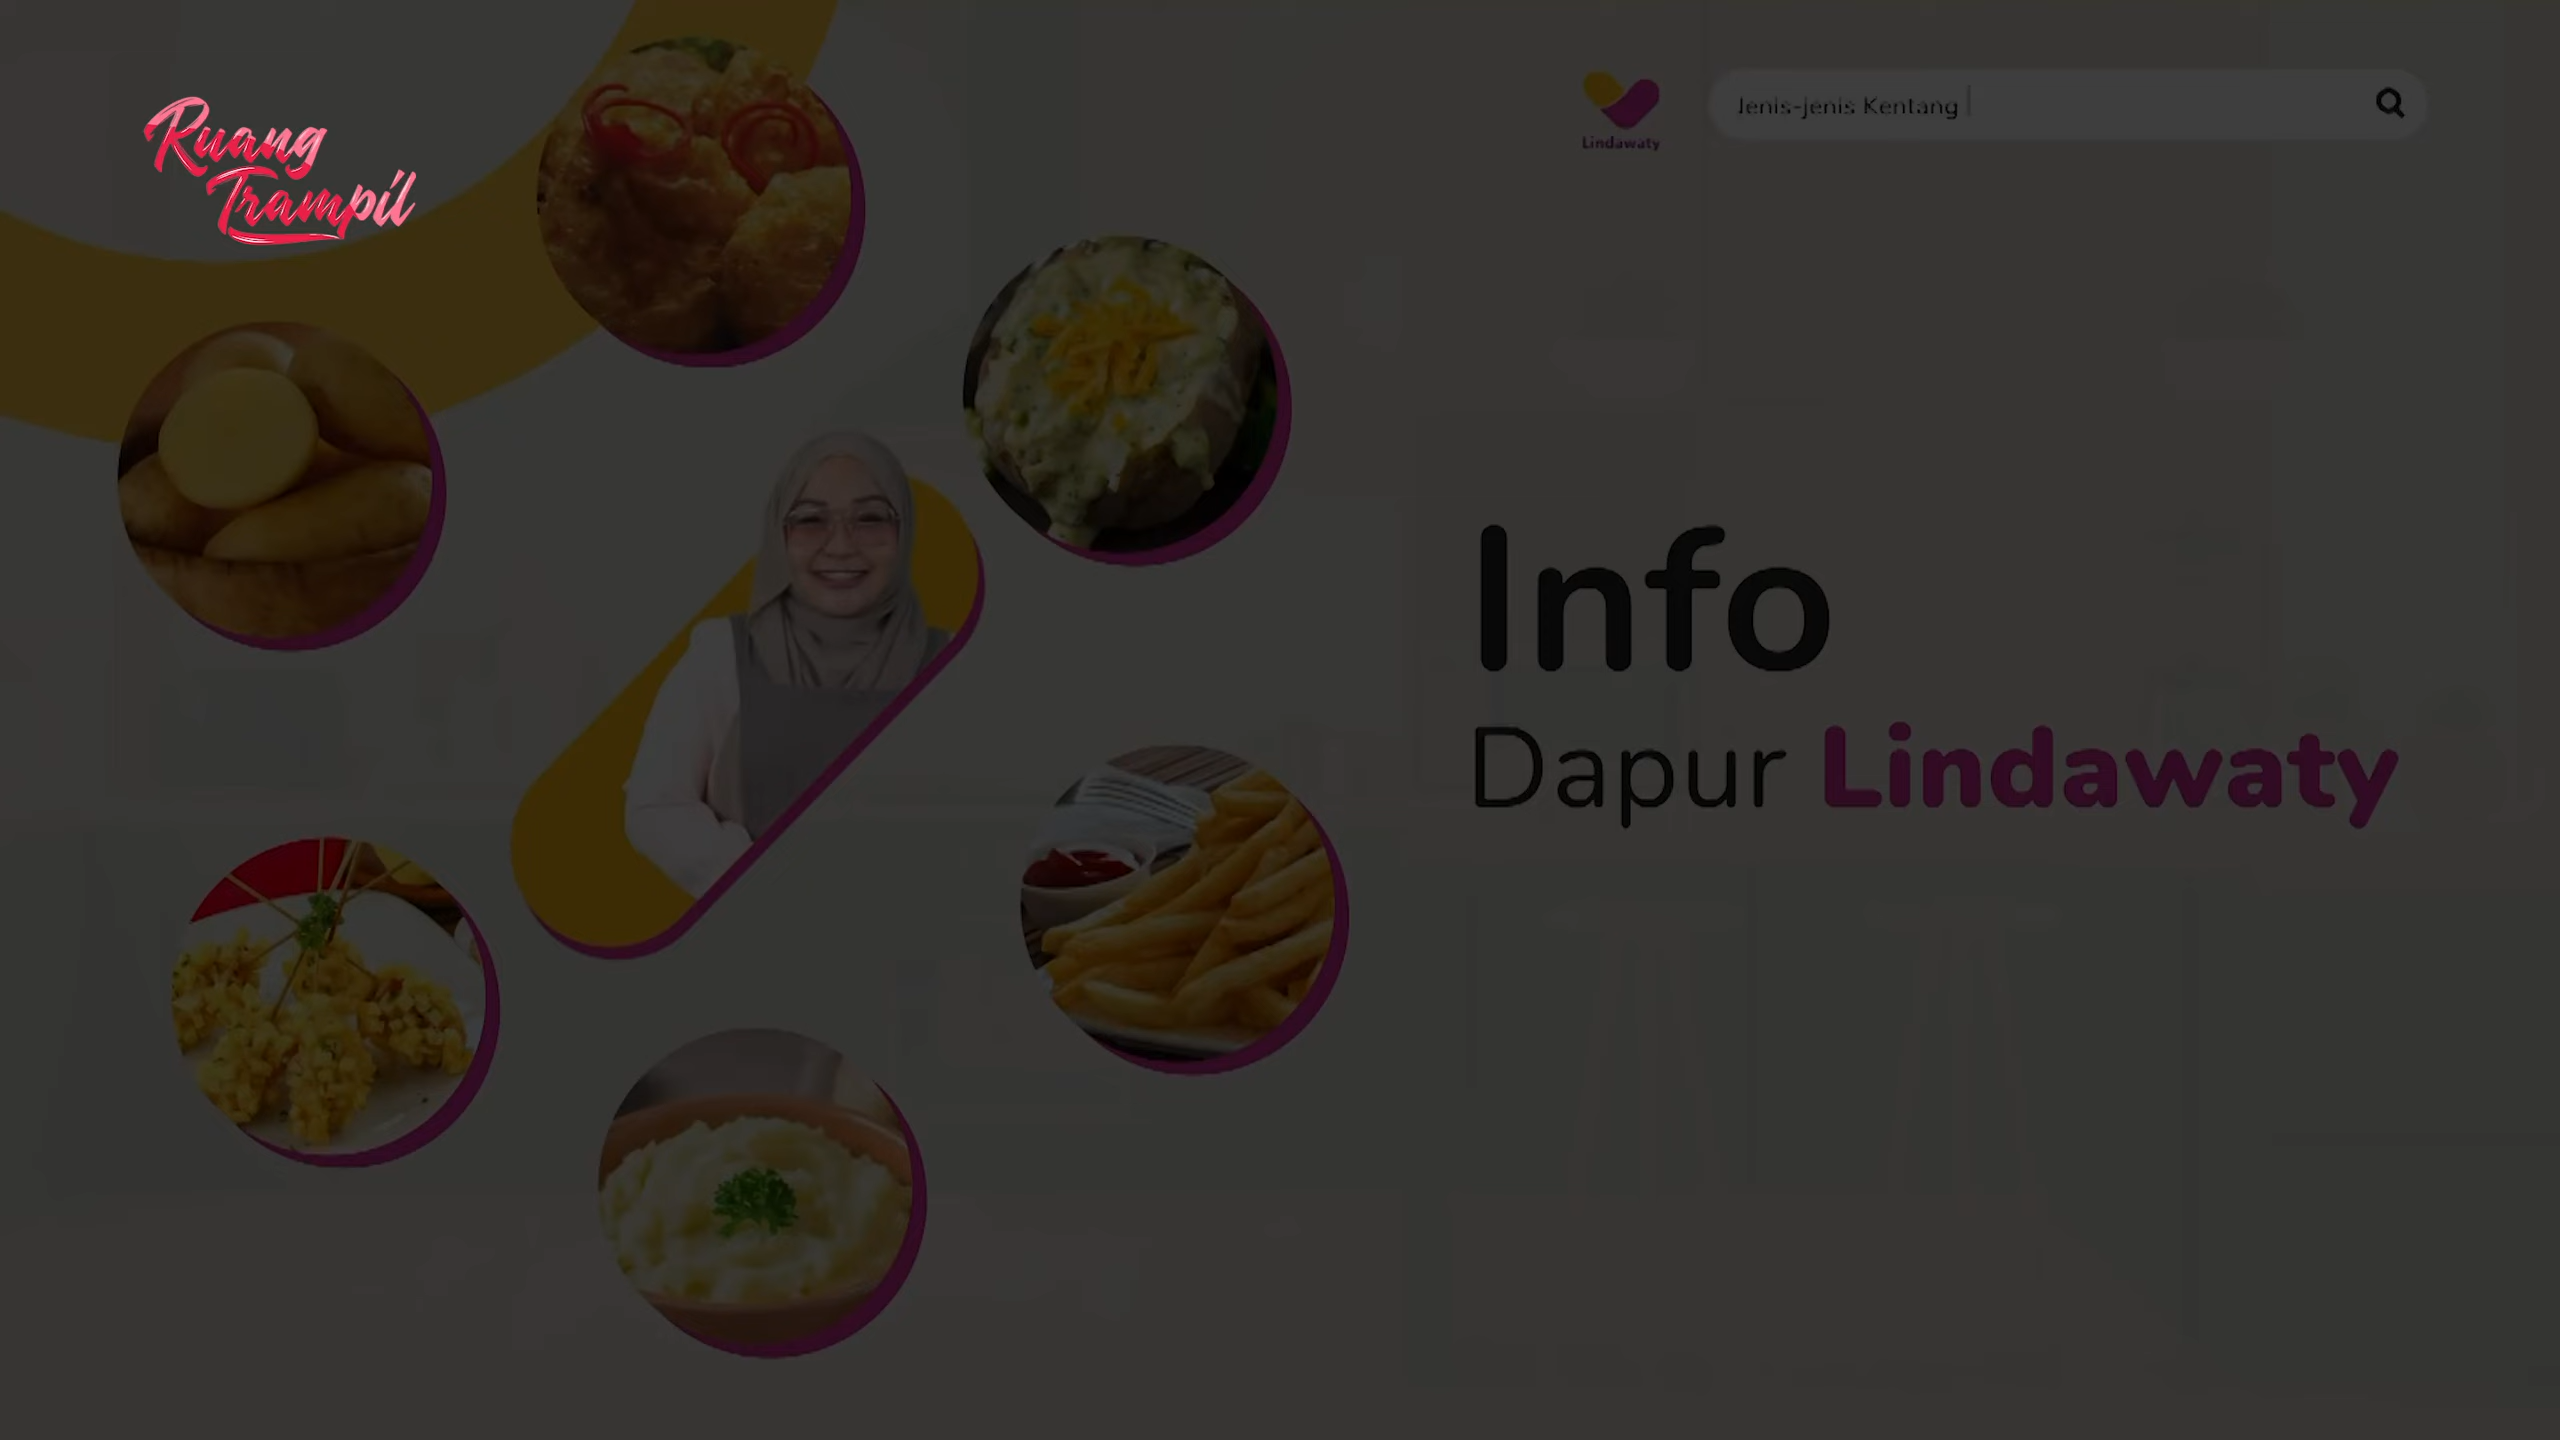 Ruang
Trampil
Lindawaty
Jenis-jenis Kentang
Info
Dapur Lindawaty